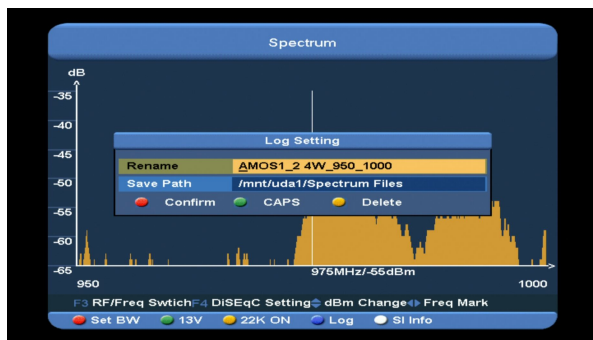 Spectrum
dB
-35
-40
Log Setting
-45
Rename AMOS1_2 4W_950_1000
-50
Save Path /mnt/uda1/Spectrum Files
Confirm CAPS Delete
-55
-60
-65
975MHz/-55dBm
950 1000
F3 RF/Freq Swtich F4 DiSEqC Setting dBm Change Freq Mark
Set BW 13V 22K ON Log SI Info